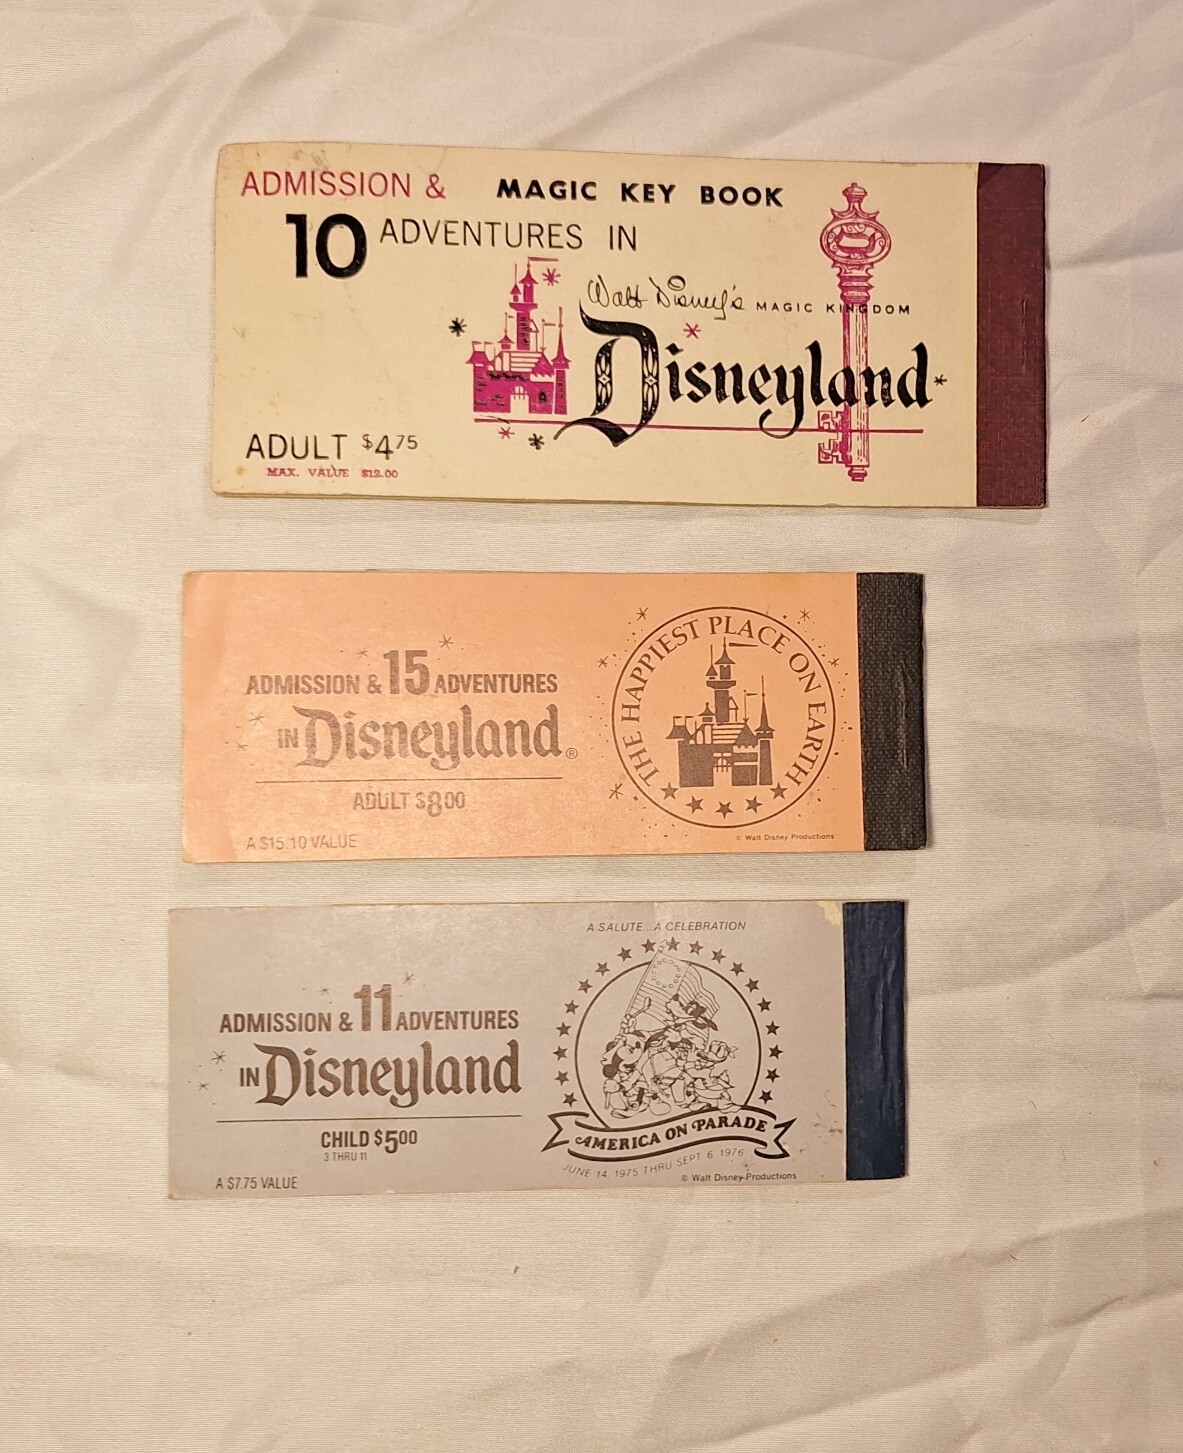 ADMISSION & MAGIC KEY BOOK
10 ADVENTURES IN
Walt Disney's MAGIC KINGDOM
Disneyland
ADULT $4.75
MAX. VALUE $12.00
ADMISSION & 15 ADVENTURES
IN Disneyland®
ADULT $8.00
A $15.10 VALUE
THE HAPPIEST PLACE ON EARTH
© Walt Disney Productions
ADMISSION & 11 ADVENTURES
IN Disneyland
CHILD $5.00
3 THRU 11
A $7.75 VALUE
A SALUTE...A CELEBRATION
AMERICA ON PARADE
JUNE 14, 1975 THRU SEPT 6, 1976
© Walt Disney Productions